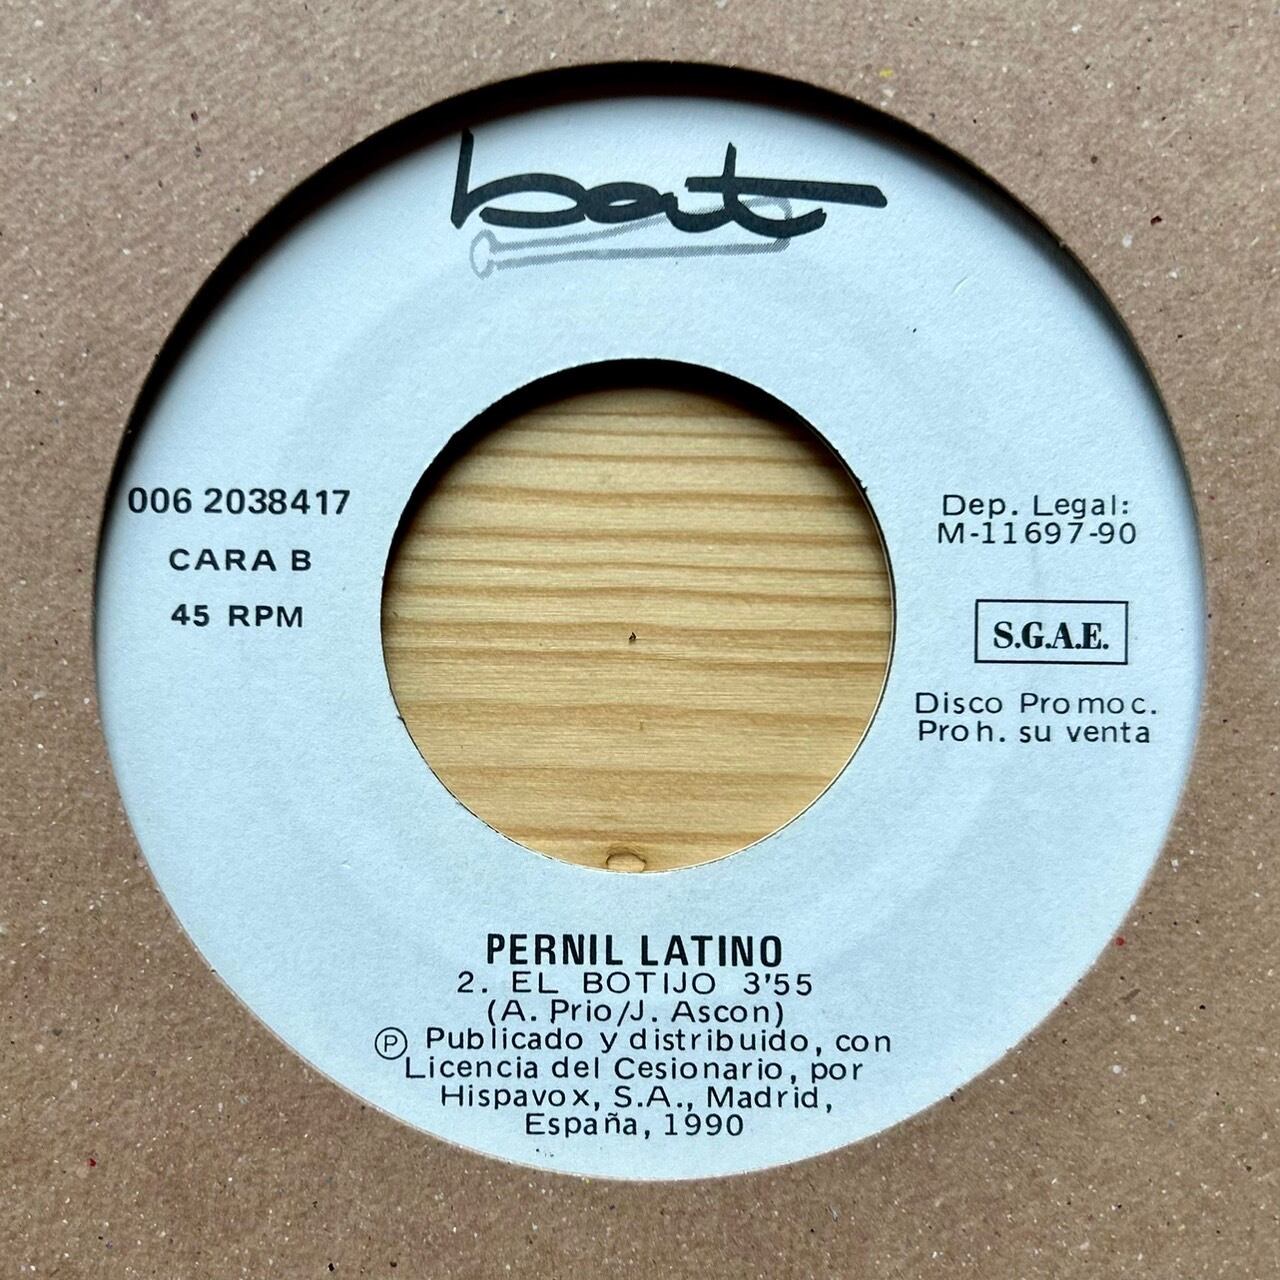 bat
006 2038417
CARA B
45 RPM
Dep. Legal:
M-11697-90
S.G.A.E.
Disco Promoc.
Proh. su venta
PERNIL LATINO
2. EL BOTIJO 3'55
(A. Prio/J. Ascon)
Ⓟ Publicado y distribuido, con
Licencia del Cesionario, por
Hispavox, S.A., Madrid,
España, 1990